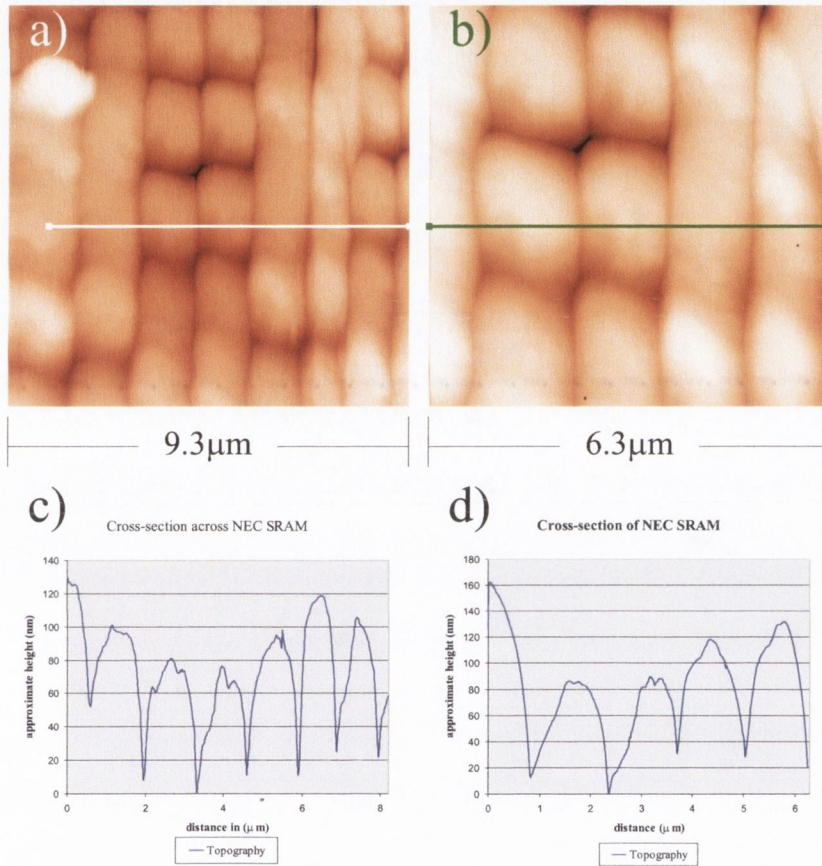 a)
b)
9.3μm
6.3μm
c)
Cross-section across NEC SRAM
140
120
100
80
60
40
20
0
approximate height (nm)
0
2
4
6
8
distance in (μ m)
Topography
d)
Cross-section of NEC SRAM
180
160
140
120
100
80
60
40
20
0
approximate height (nm)
0
1
2
3
4
5
6
distance (μ m)
Topography